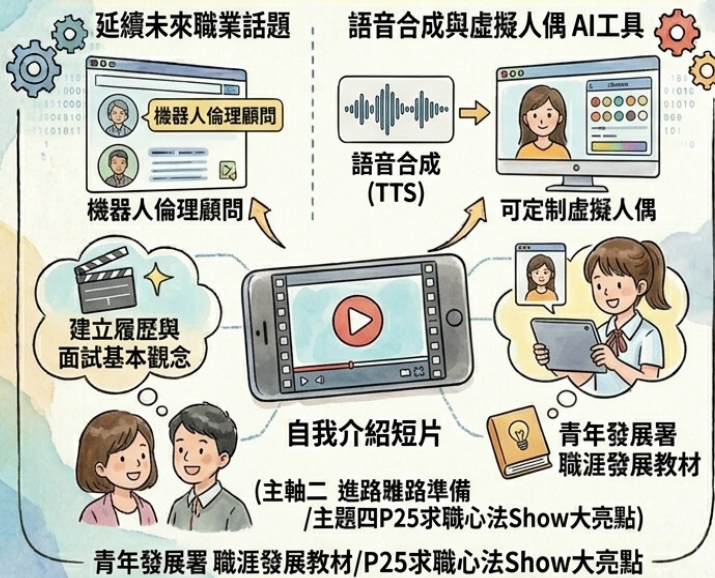 延續未來職業話題
語音合成與虛擬人偶 AI工具
機器人倫理顧問
機器人倫理顧問
語音合成
(TTS)
可定制虛擬人偶
建立履歷與
面試基本觀念
自我介紹短片
青年發展署
職涯發展教材
(主軸二 進路雖路準備
/主題四P25求職心法Show大亮點)
青年發展署 職涯發展教材/P25求職心法Show大亮點